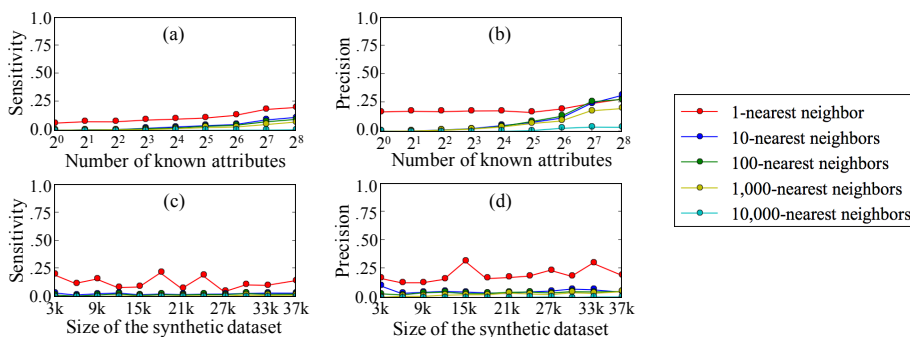 1.0
.75
.50
.25
0.0
Sensitivity
(a)
2^0 2^1 2^2 2^3 2^4 2^5 2^6 2^7 2^8
Number of known attributes
1.0
.75
.50
.25
0.0
Precision
(b)
2^0 2^1 2^2 2^3 2^4 2^5 2^6 2^7 2^8
Number of known attributes
1-nearest neighbor
10-nearest neighbors
100-nearest neighbors
1,000-nearest neighbors
10,000-nearest neighbors
1.0
.75
.50
.25
0.0
Sensitivity
(c)
3k 9k 15k 21k 27k 33k 37k
Size of the synthetic dataset
1.0
.75
.50
.25
0.0
Precision
(d)
3k 9k 15k 21k 27k 33k 37k
Size of the synthetic dataset